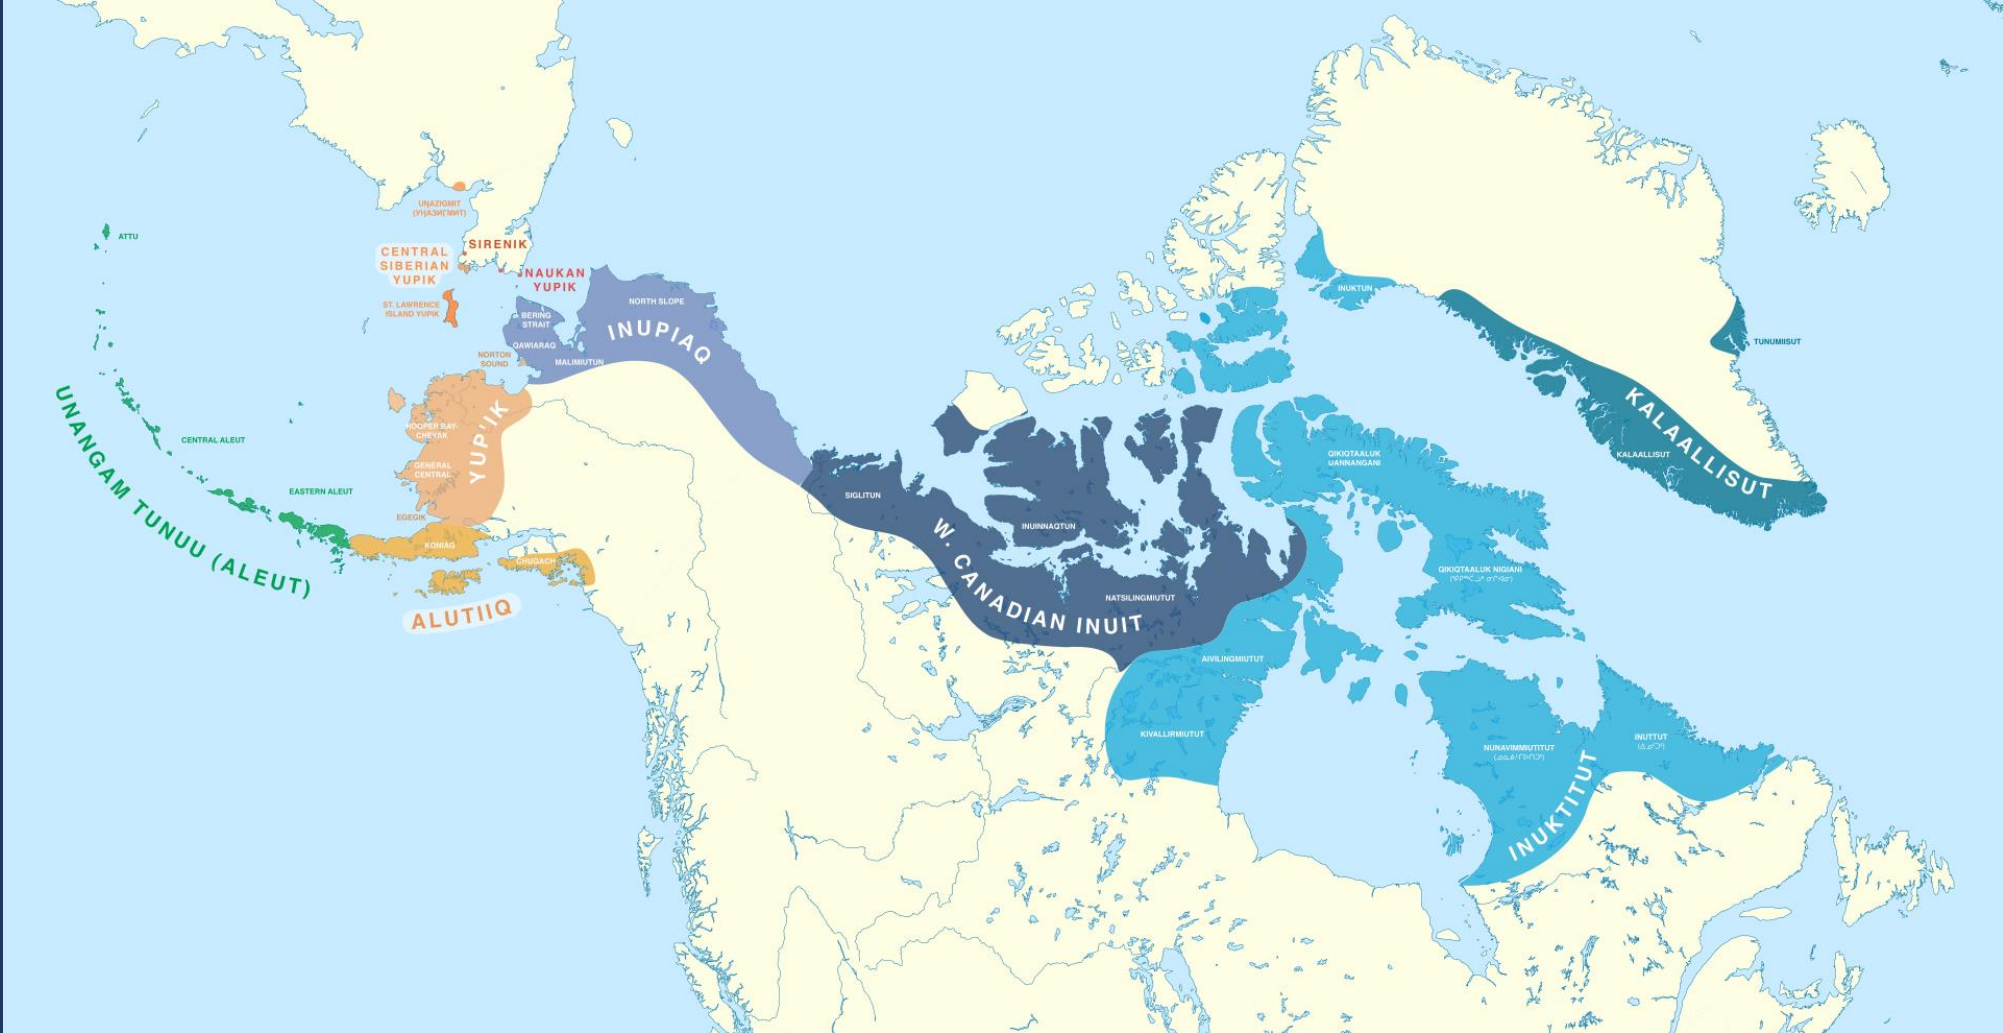 UŊAZIGMIT
(УҢАЗИҒМИТ)
ATTU
CENTRAL
SIBERIAN
YUPIK
SIRENIK
NAUKAN
YUPIK
ST. LAWRENCE
ISLAND YUPIK
NORTH SLOPE
BERING
STRAIT
INUPIAQ
QAWIARAQ
MALIMIUTUN
NORTON
SOUND
INUKTUN
TUNUMIISUT
YUP'IK
HOOPER BAY-
CHEVAK
GENERAL
CENTRAL
EGEGIK
UNANGAM TUNUU (ALEUT)
CENTRAL ALEUT
EASTERN ALEUT
KONIAG
CHUGACH
ALUTIIQ
SIGLITUN
INUINNAQTUN
W. CANADIAN INUIT
NATSILINGMIUTUT
QIKIQTAALUK
UANNANGANI
KALAALLISUT
KALAALLISUT
QIKIQTAALUK NIGIANI
AIVILINGMIUTUT
KIVALLIRMIUTUT
NUNAVIMMIUTITUT
INUTTUT
INUKTITUT